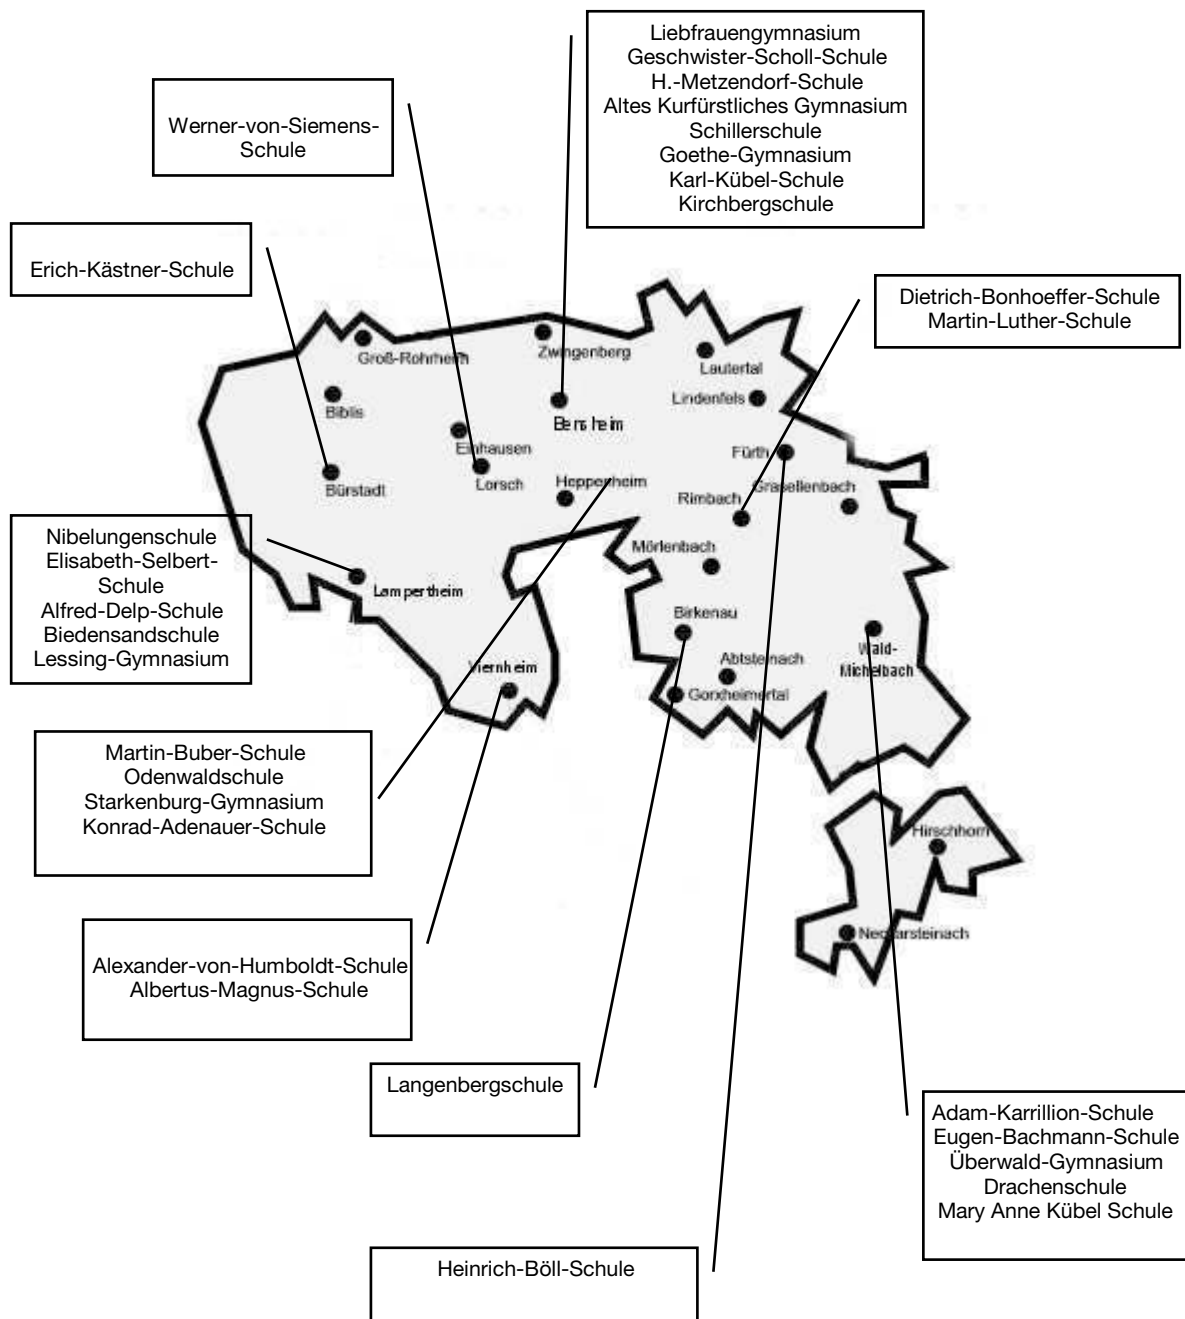 Liebfrauengymnasium
Geschwister-Scholl-Schule
H.-Metzendorf-Schule
Altes Kurfürstliches Gymnasium
Schillerschule
Goethe-Gymnasium
Karl-Kübel-Schule
Kirchbergschule
Werner-von-Siemens-
Schule
Erich-Kästner-Schule
Dietrich-Bonhoeffer-Schule
Martin-Luther-Schule
Groß-Rohrheim
Zwingenberg
Lautertal
Biblis
Lindenfels
Bensheim
Einhausen
Fürth
Lorsch
Heppenheim
Bürstadt
Grasellenbach
Rimbach
Nibelungenschule
Elisabeth-Selbert-
Schule
Alfred-Delp-Schule
Biedensandschule
Lessing-Gymnasium
Mörlenbach
Lampertheim
Birkenau
Wald-
Michelbach
Abtsteinach
Viernheim
Gorxheimertal
Martin-Buber-Schule
Odenwaldschule
Starkenburg-Gymnasium
Konrad-Adenauer-Schule
Hirschhorn
Neckarsteinach
Alexander-von-Humboldt-Schule
Albertus-Magnus-Schule
Langenbergschule
Adam-Karrillion-Schule
Eugen-Bachmann-Schule
Überwald-Gymnasium
Drachenschule
Mary Anne Kübel Schule
Heinrich-Böll-Schule